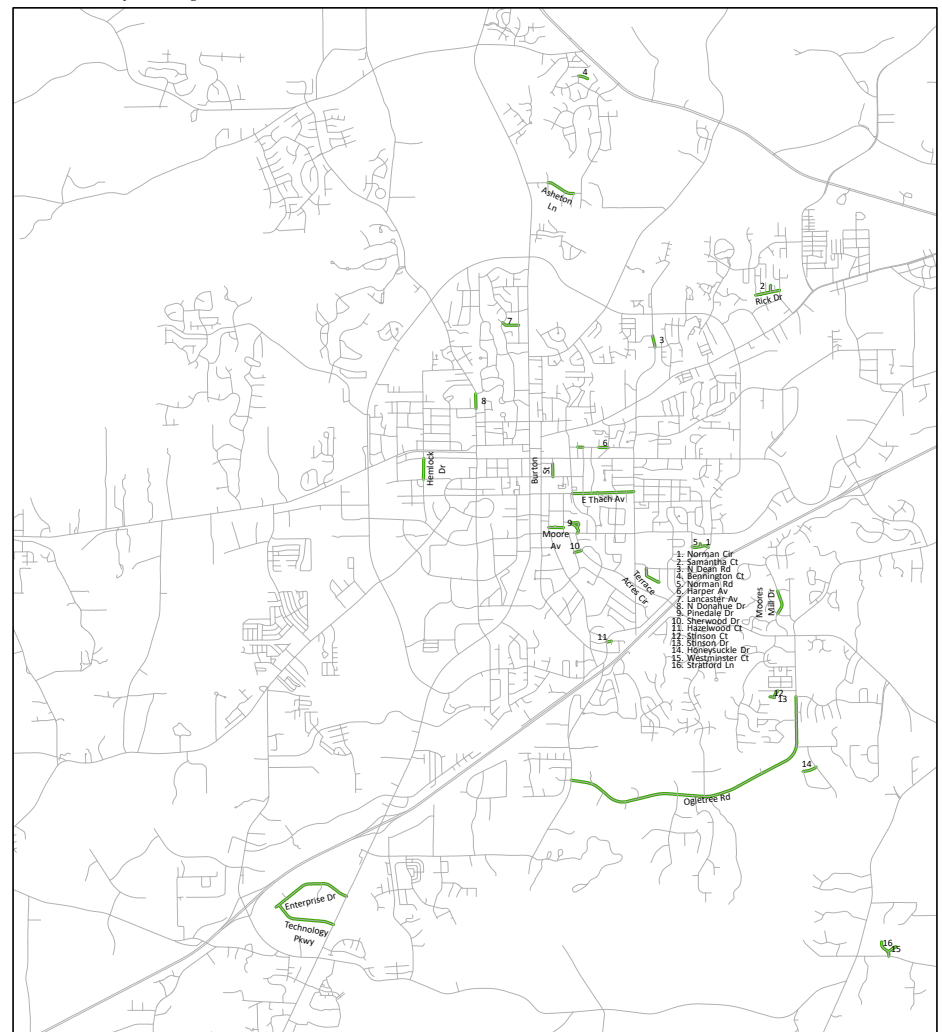 4
Asheton
Ln
2
Rick Dr
7
3
8
6
Hemlock
Dr
Burton
St
E Thach Av
9
Moore
Av
10
5
1
Terrace
Acres Cir
1. Norman Cir
2. Samantha Ct
3. N Dean Rd
4. Bennington Ct
5. Norman Rd
6. Harper Av
7. Lancaster Av
8. N Donahue Dr
9. Pinedale Dr
10. Sherwood Dr
11. Hazelwood Ct
12. Stinson Ct
13. Stinson Dr
14. Honeysuckle Dr
15. Westminster Ct
16. Stratford Ln
Moores
Mill Dr
11
12
13
14
Ogletree Rd
Enterprise Dr
Technology
Pkwy
16
15